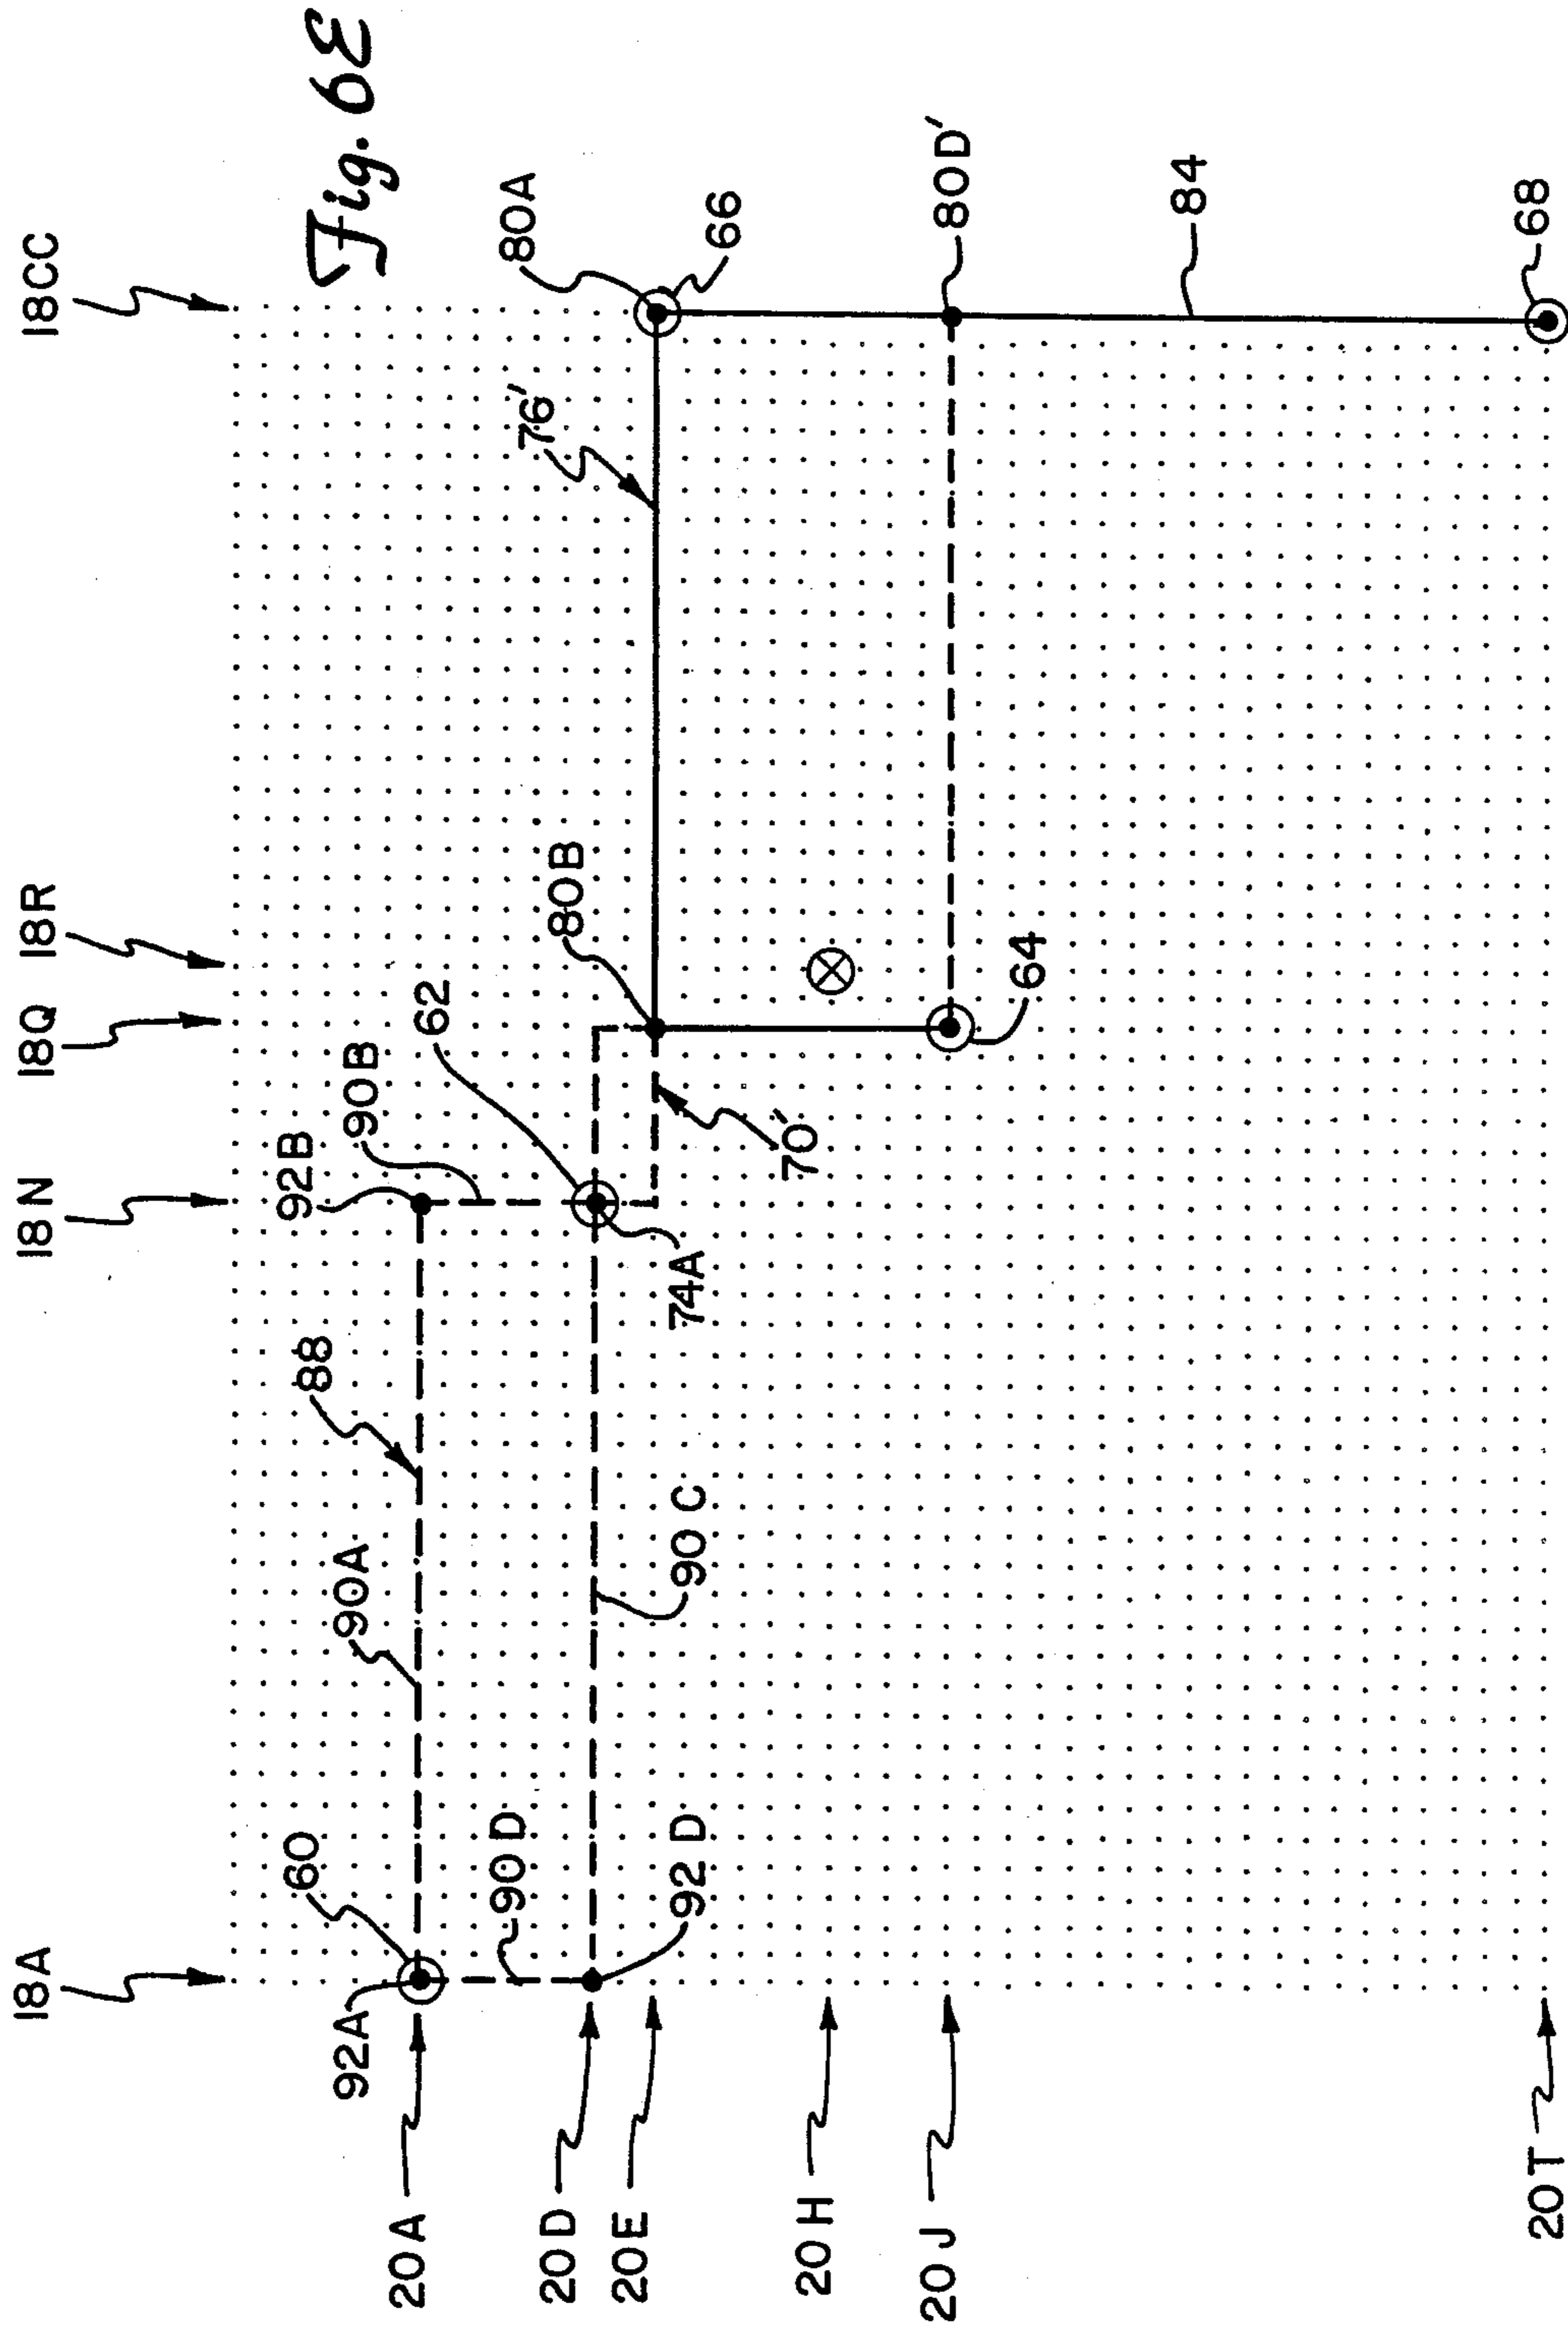 Fig. 6E
18A
18N
18Q
18R
18CC
92A
60
90A
88
92B
90B
62
80B
76'
80A
66
20A
90D
20D
92D
90C
74A
70'
20E
20H
64
80D'
20J
84
68
20T